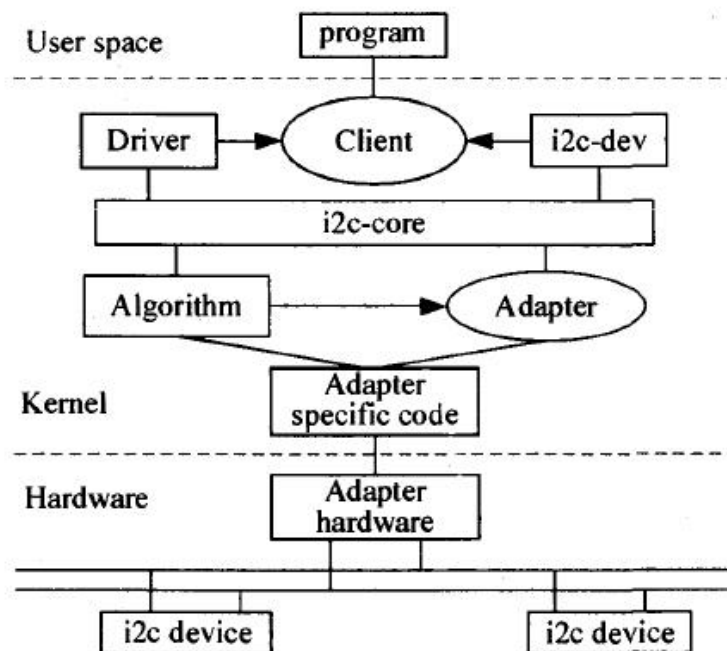 program
User space
Driver
Client
i2c-dev
i2c-core
Algorithm
Adapter
Adapter
specific code
Kernel
Adapter
hardware
Hardware
i2c device
i2c device